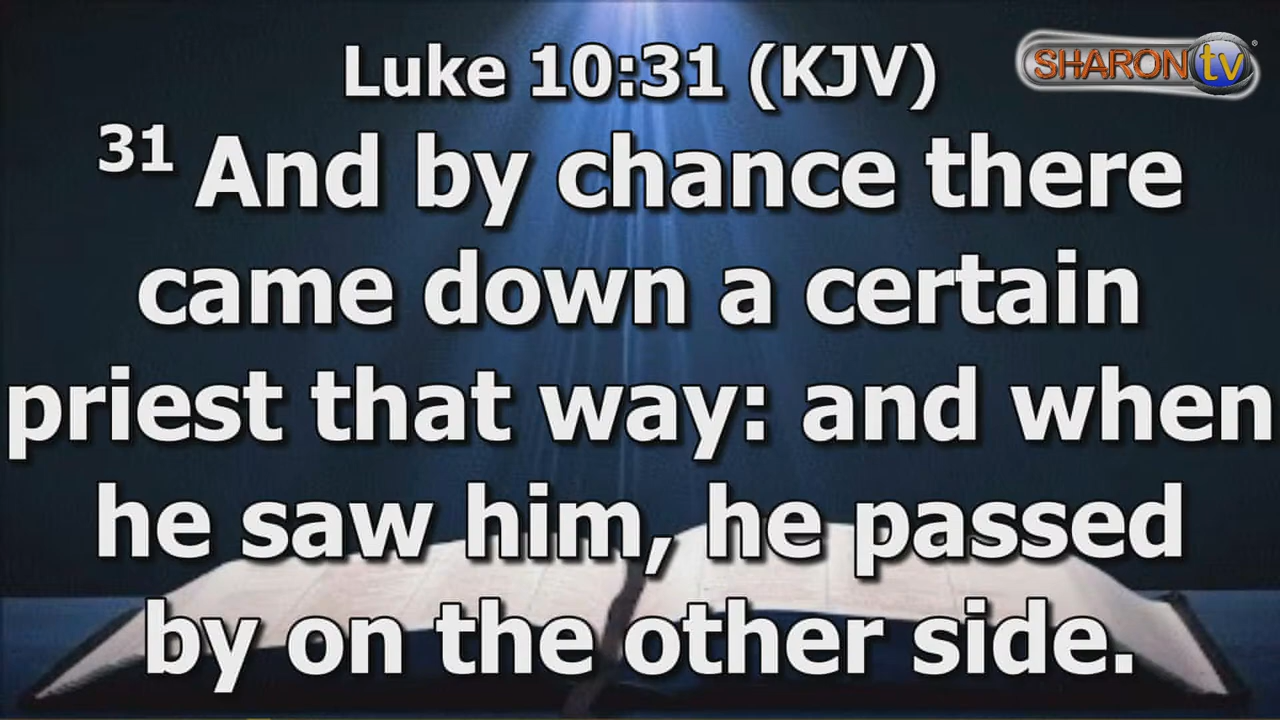 Luke 10:31 (KJV)
SHARON tv
31 And by chance there
came down a certain
priest that way: and when
he saw him, he passed
by on the other side.